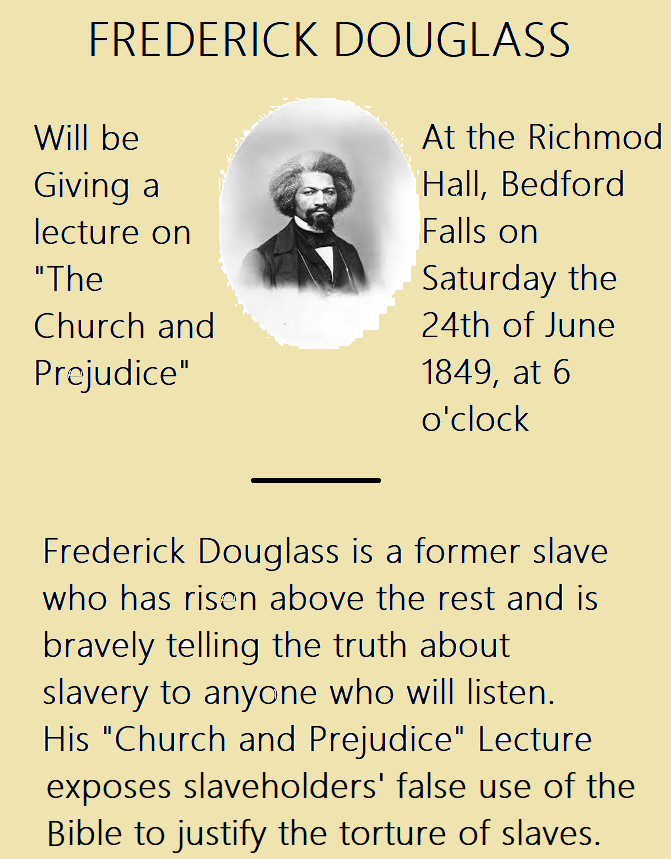 FREDERICK DOUGLASS
Will be
Giving a
lecture on
"The
Church and
Prejudice"
At the Richmod
Hall, Bedford
Falls on
Saturday the
24th of June
1849, at 6
o'clock
Frederick Douglass is a former slave
who has risen above the rest and is
bravely telling the truth about
slavery to anyone who will listen.
His "Church and Prejudice" Lecture
exposes slaveholders' false use of the
Bible to justify the torture of slaves.